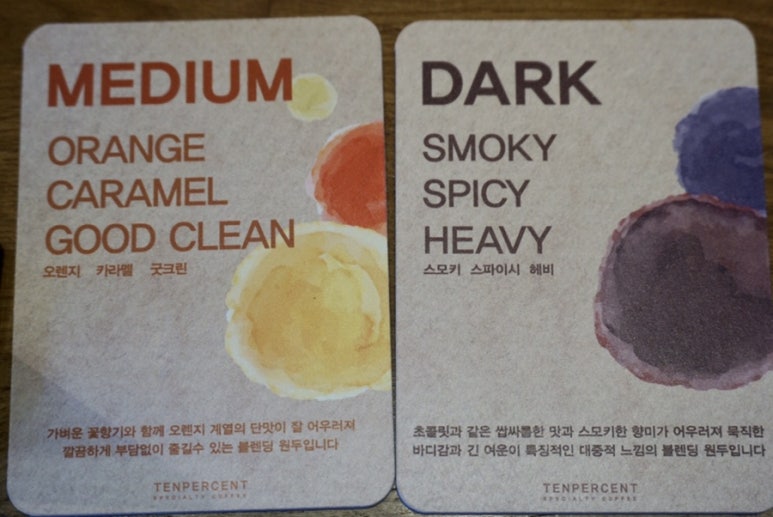 MEDIUM
ORANGE
CARAMEL
GOOD CLEAN
오렌지 카라멜 굿크린
가벼운 꽃향기와 함께 오렌지 계열의 단맛이 잘 어우러져
깔끔하게 부담없이 즐길수 있는 블렌딩 원두입니다
TENPERCENT
SPECIALTY COFFEE
DARK
SMOKY
SPICY
HEAVY
스모키 스파이시 헤비
초콜릿과 같은 쌉싸름한 맛과 스모키한 향미가 어우러져 묵직한
바디감과 긴 여운이 특징적인 대중적 느낌의 블렌딩 원두입니다
TENPERCENT
SPECIALTY COFFEE